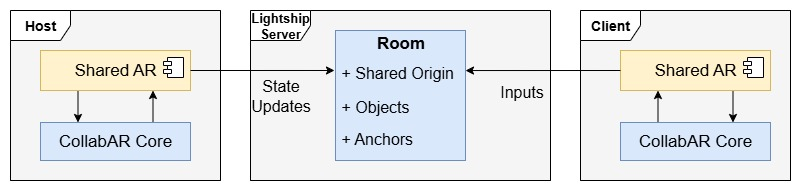 Host
Shared AR
CollabAR Core
State
Updates
Lightship
Server
Room
+ Shared Origin
+ Objects
+ Anchors
Inputs
Client
Shared AR
CollabAR Core